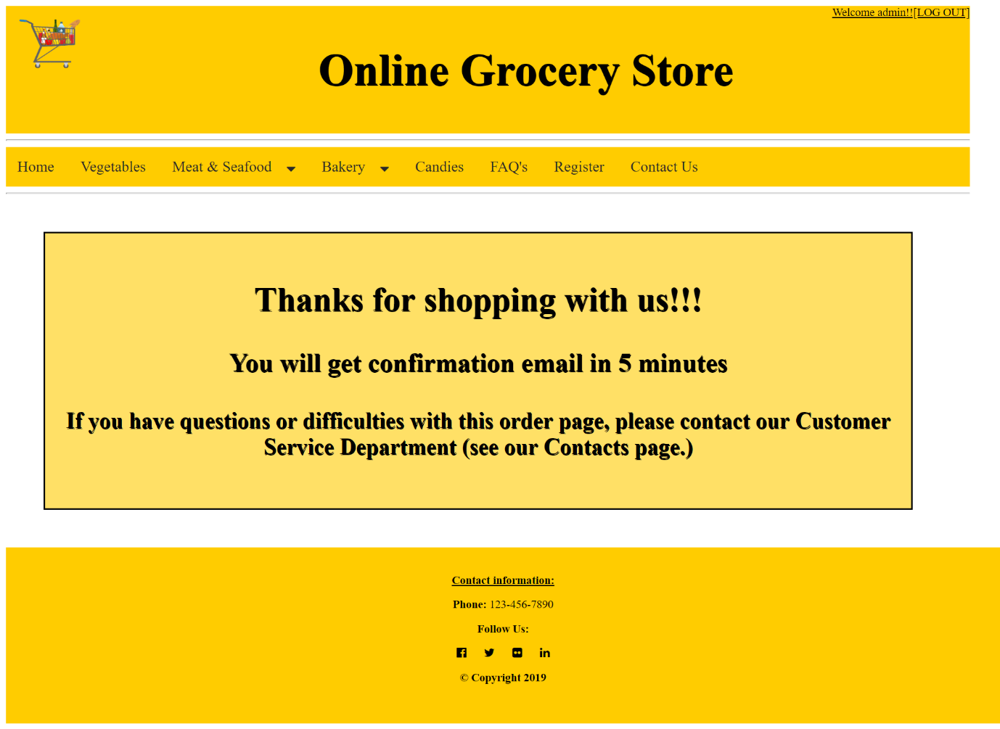 Welcome admin!![LOG OUT]
Online Grocery Store
Home Vegetables Meat & Seafood Bakery Candies FAQ's Register Contact Us
Thanks for shopping with us!!!
You will get confirmation email in 5 minutes
If you have questions or difficulties with this order page, please contact our Customer
Service Department (see our Contacts page.)
Contact information:
Phone: 123-456-7890
Follow Us:
© Copyright 2019